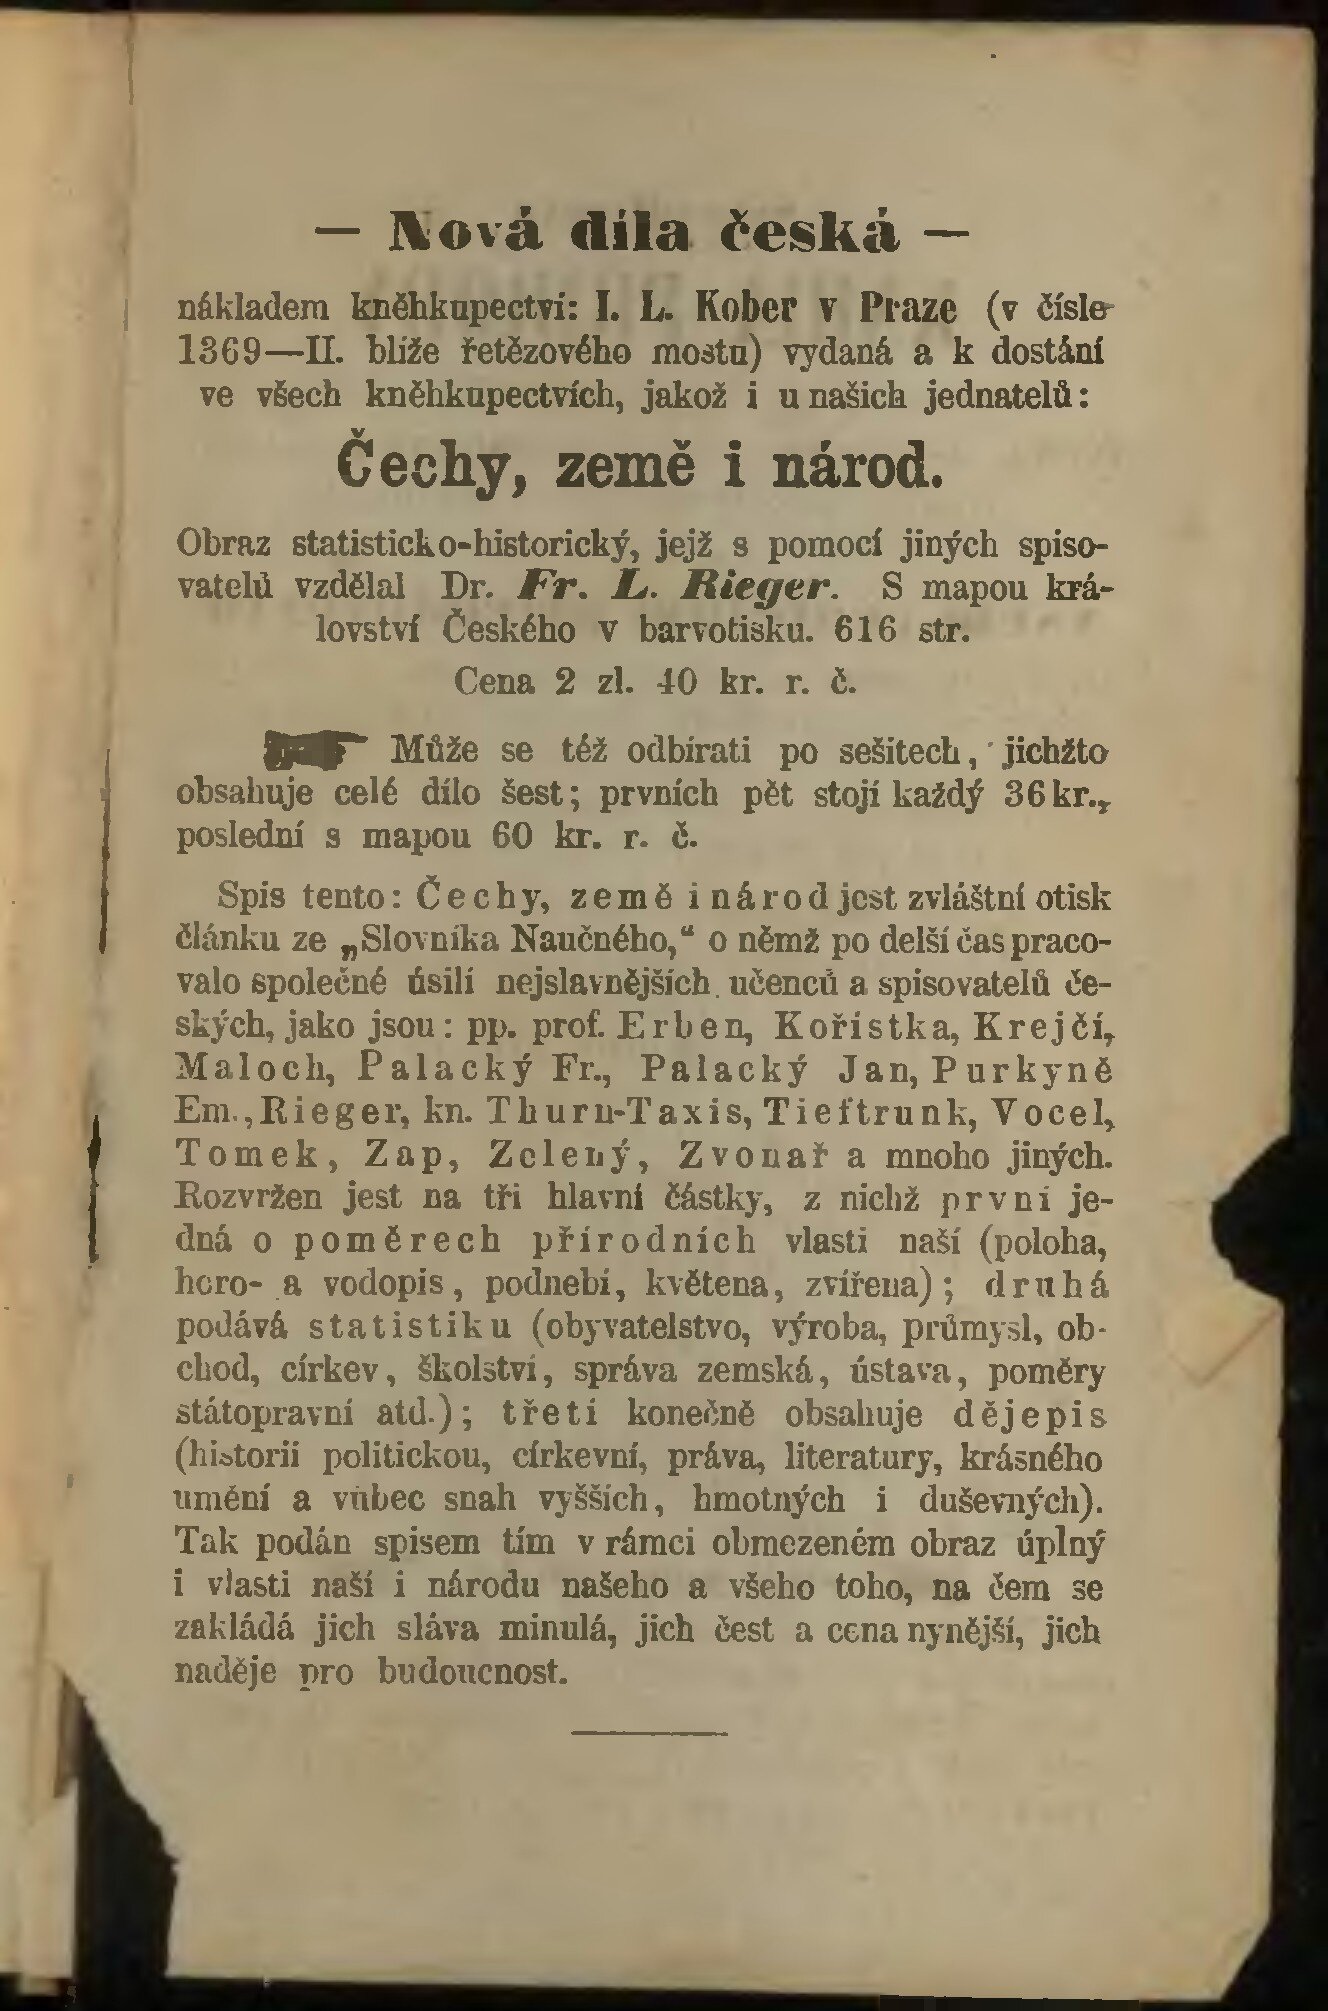 — Nová díla česká —
nákladem kněhkupectví: I. L. Kober v Praze (v čísle
1369—II. blíže řetězového mostu) vydaná a k dostání
ve všech kněhkupectvích, jakož i u našich jednatelů:
Čechy, země i národ.
Obraz statisticko-historický, jejž s pomocí jiných spiso-
vatelů vzdělal Dr. Fr. L. Rieger. S mapou krá-
lovství Českého v barvotisku. 616 str.
Cena 2 zl. 40 kr. r. č.
☛ Může se též odbírati po sešitech, jichžto
obsahuje celé dílo šest; prvních pět stojí každý 36 kr.,
poslední s mapou 60 kr. r. č.
Spis tento: Čechy, země i národ jest zvláštní otisk
článku ze „Slovníka Naučného,“ o němž po delší čas praco-
valo společné úsilí nejslavnějších učenců a spisovatelů če-
ských, jako jsou: pp. prof. Erben, Kořistka, Krejčí,
Maloch, Palacký Fr., Palacký Jan, Purkyně
Em., Rieger, kn. Thurn-Taxis, Tieftrunk, Vocel,
Tomek, Zap, Zelený, Zvonař a mnoho jiných.
Rozvržen jest na tři hlavní částky, z nichž první je-
dná o poměrech přírodních vlasti naší (poloha,
horo- a vodopis, podnebí, květena, zvířena); druhá
podává statistiku (obyvatelstvo, výroba, průmysl, ob-
chod, církev, školství, správa zemská, ústava, poměry
státopravní atd.); třetí konečně obsahuje dějepis
(historii politickou, církevní, práva, literatury, krásného
umění a vůbec snah vyšších, hmotných i duševných).
Tak podán spisem tím v rámci obmezeném obraz úplný
i vlasti naší i národu našeho a všeho toho, na čem se
zakládá jich sláva minulá, jich čest a cena nynější, jich
naděje pro budoucnost.